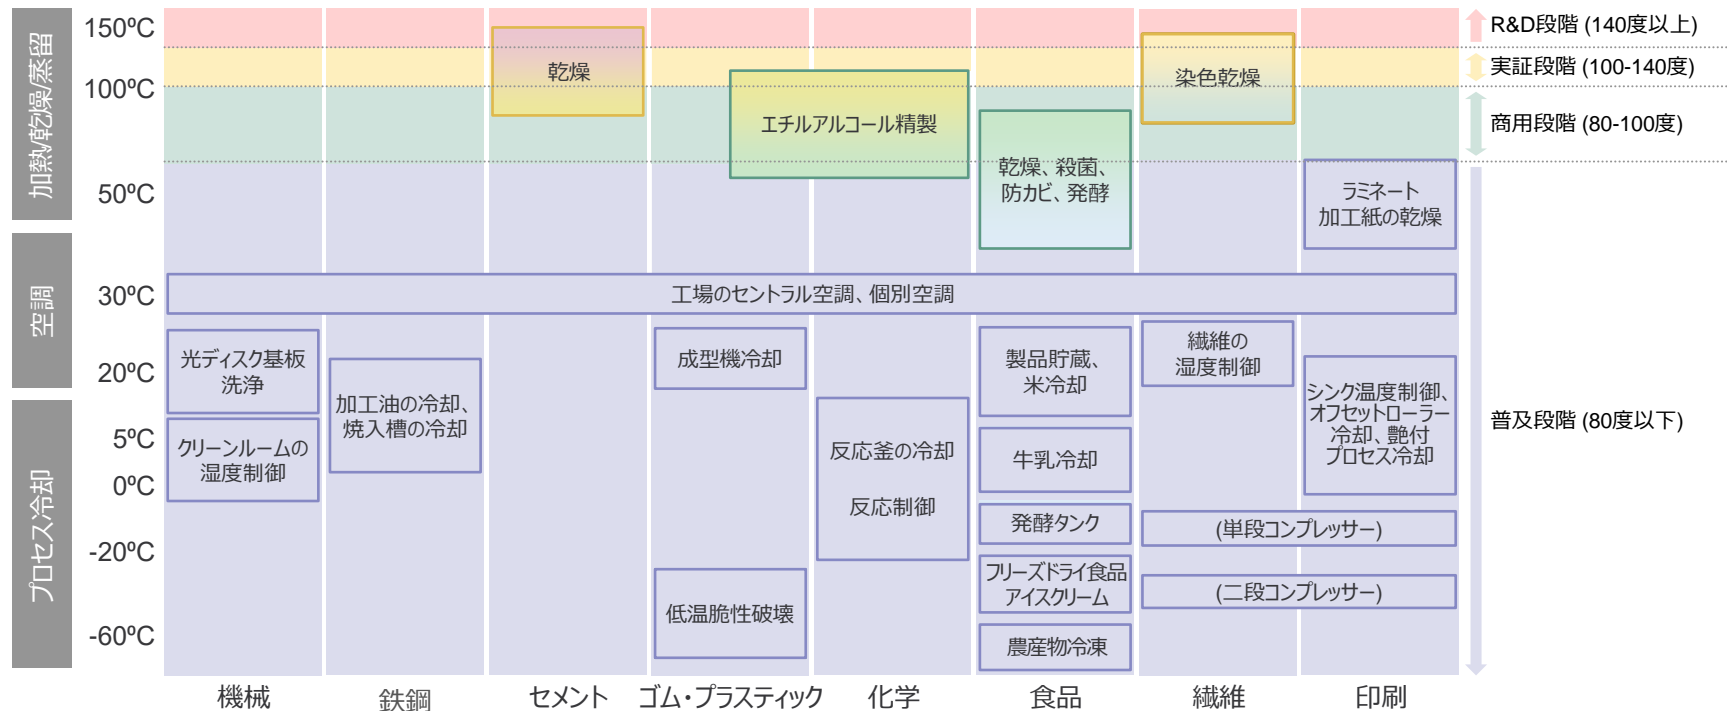 加熱/乾燥/蒸留
空調
プロセス冷却
150ºC
100ºC
50ºC
30ºC
20ºC
5ºC
0ºC
-20ºC
-60ºC
乾燥
エチルアルコール精製
乾燥、殺菌、
防カビ、発酵
染色乾燥
ラミネート
加工紙の乾燥
工場のセントラル空調、個別空調
光ディスク基板
洗浄
クリーンルームの
湿度制御
加工油の冷却、
焼入槽の冷却
成型機冷却
低温脆性破壊
反応釜の冷却
反応制御
製品貯蔵、
米冷却
牛乳冷却
発酵タンク
フリーズドライ食品
アイスクリーム
農産物冷凍
繊維の
湿度制御
シンク温度制御、
オフセットローラー
冷却、艶付
プロセス冷却
(単段コンプレッサー)
(二段コンプレッサー)
R&D段階 (140度以上)
実証段階 (100-140度)
商用段階 (80-100度)
普及段階 (80度以下)
機械
鉄鋼
セメント
ゴム・プラスティック
化学
食品
繊維
印刷